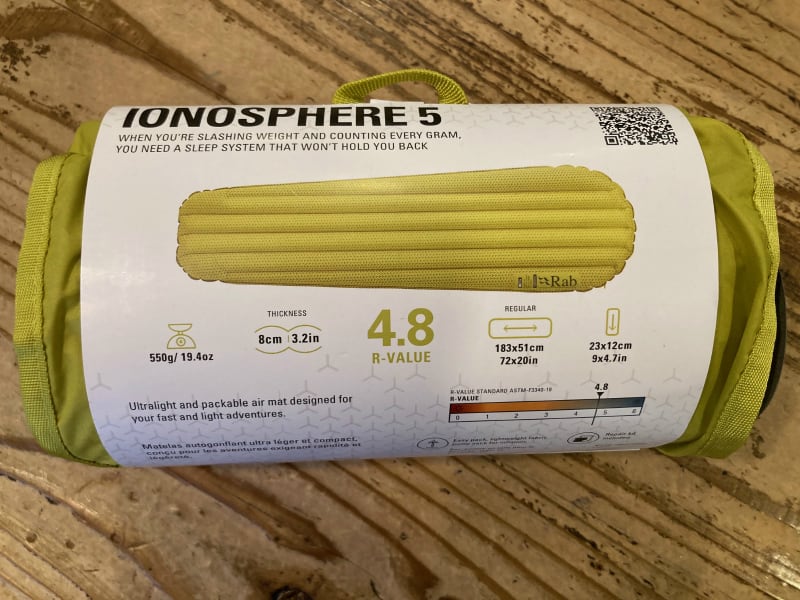 IONOSPHERE 5
WHEN YOU'RE SLASHING WEIGHT AND COUNTING EVERY GRAM,
YOU NEED A SLEEP SYSTEM THAT WON'T HOLD YOU BACK
Rab
THICKNESS
8cm | 3.2in
550g/ 19.4oz
4.8
R-VALUE
REGULAR
183x51cm
72x20in
23x12cm
9x4.7in
Ultralight and packable air mat designed for
your fast and light adventures.
R-VALUE STANDARD ASTM-F3340-18
R-VALUE
4.8
0 1 2 3 4 5 6
Matelas autogonflant ultra léger et compact,
conçu pour les aventures exigeant rapidité et
légèreté.
Easy pack, lightweight fabric
Repair kit
included